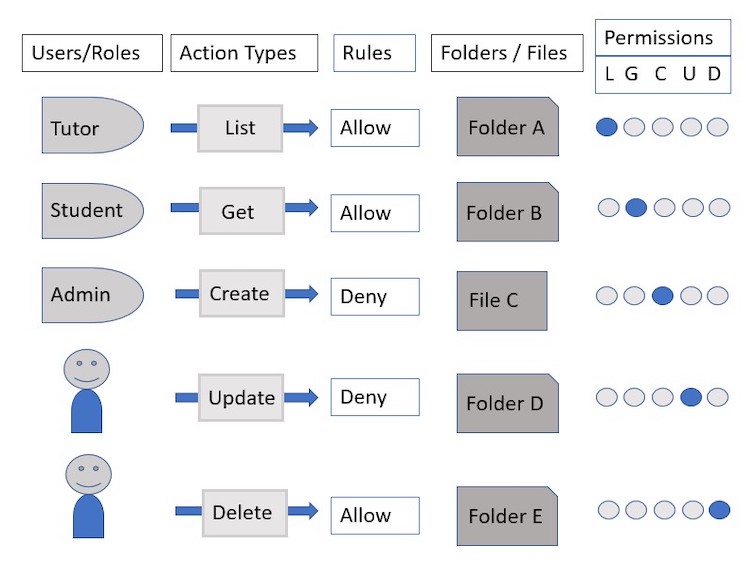 Users/Roles Action Types Rules Folders / Files Permissions
L G C U D
Tutor List Allow Folder A
Student Get Allow Folder B
Admin Create Deny File C
Update Deny Folder D
Delete Allow Folder E